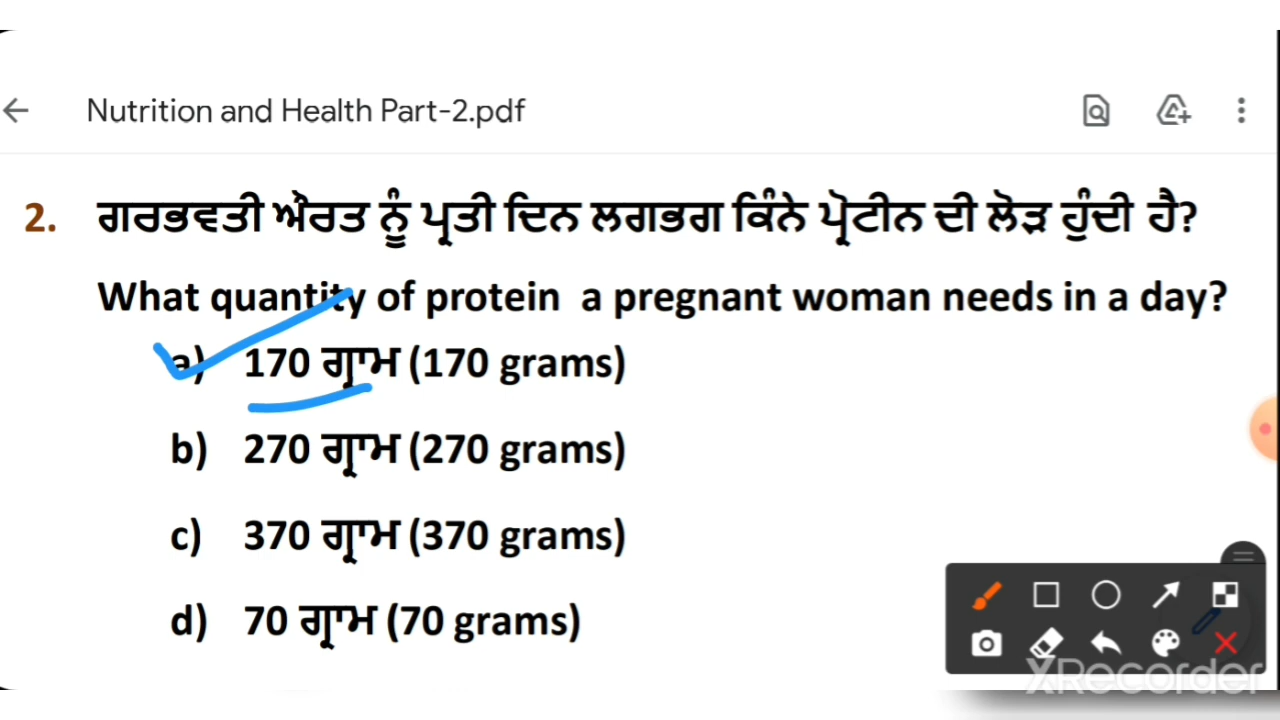 Nutrition and Health Part-2.pdf
2. ਗਰਭਵਤੀ ਔਰਤ ਨੂੰ ਪ੍ਰਤੀ ਦਿਨ ਲਗਭਗ ਕਿੰਨੇ ਪ੍ਰੋਟੀਨ ਦੀ ਲੋੜ ਹੁੰਦੀ ਹੈ?
What quantity of protein a pregnant woman needs in a day?
a) 170 ਗ੍ਰਾਮ (170 grams)
b) 270 ਗ੍ਰਾਮ (270 grams)
c) 370 ਗ੍ਰਾਮ (370 grams)
d) 70 ਗ੍ਰਾਮ (70 grams)
XRecorder